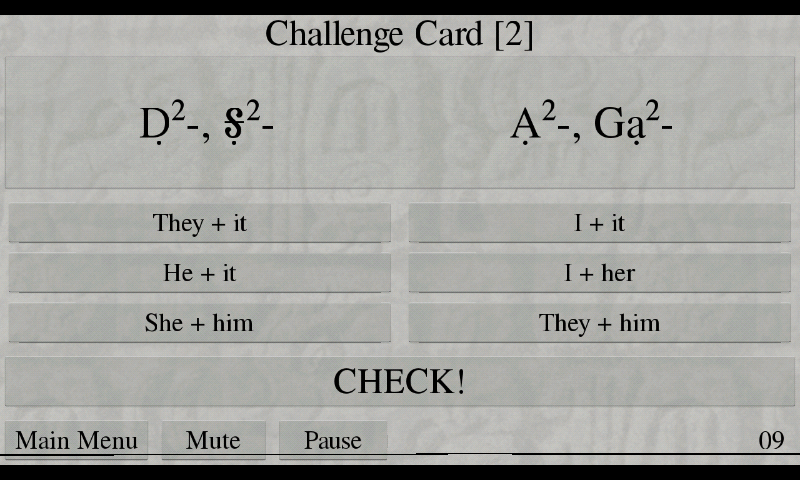 Challenge Card [2]
Ḍ²-, Ṣ²- Ạ²-, Gạ²-
They + it I + it
He + it I + her
She + him They + him
CHECK!
Main Menu Mute Pause 09